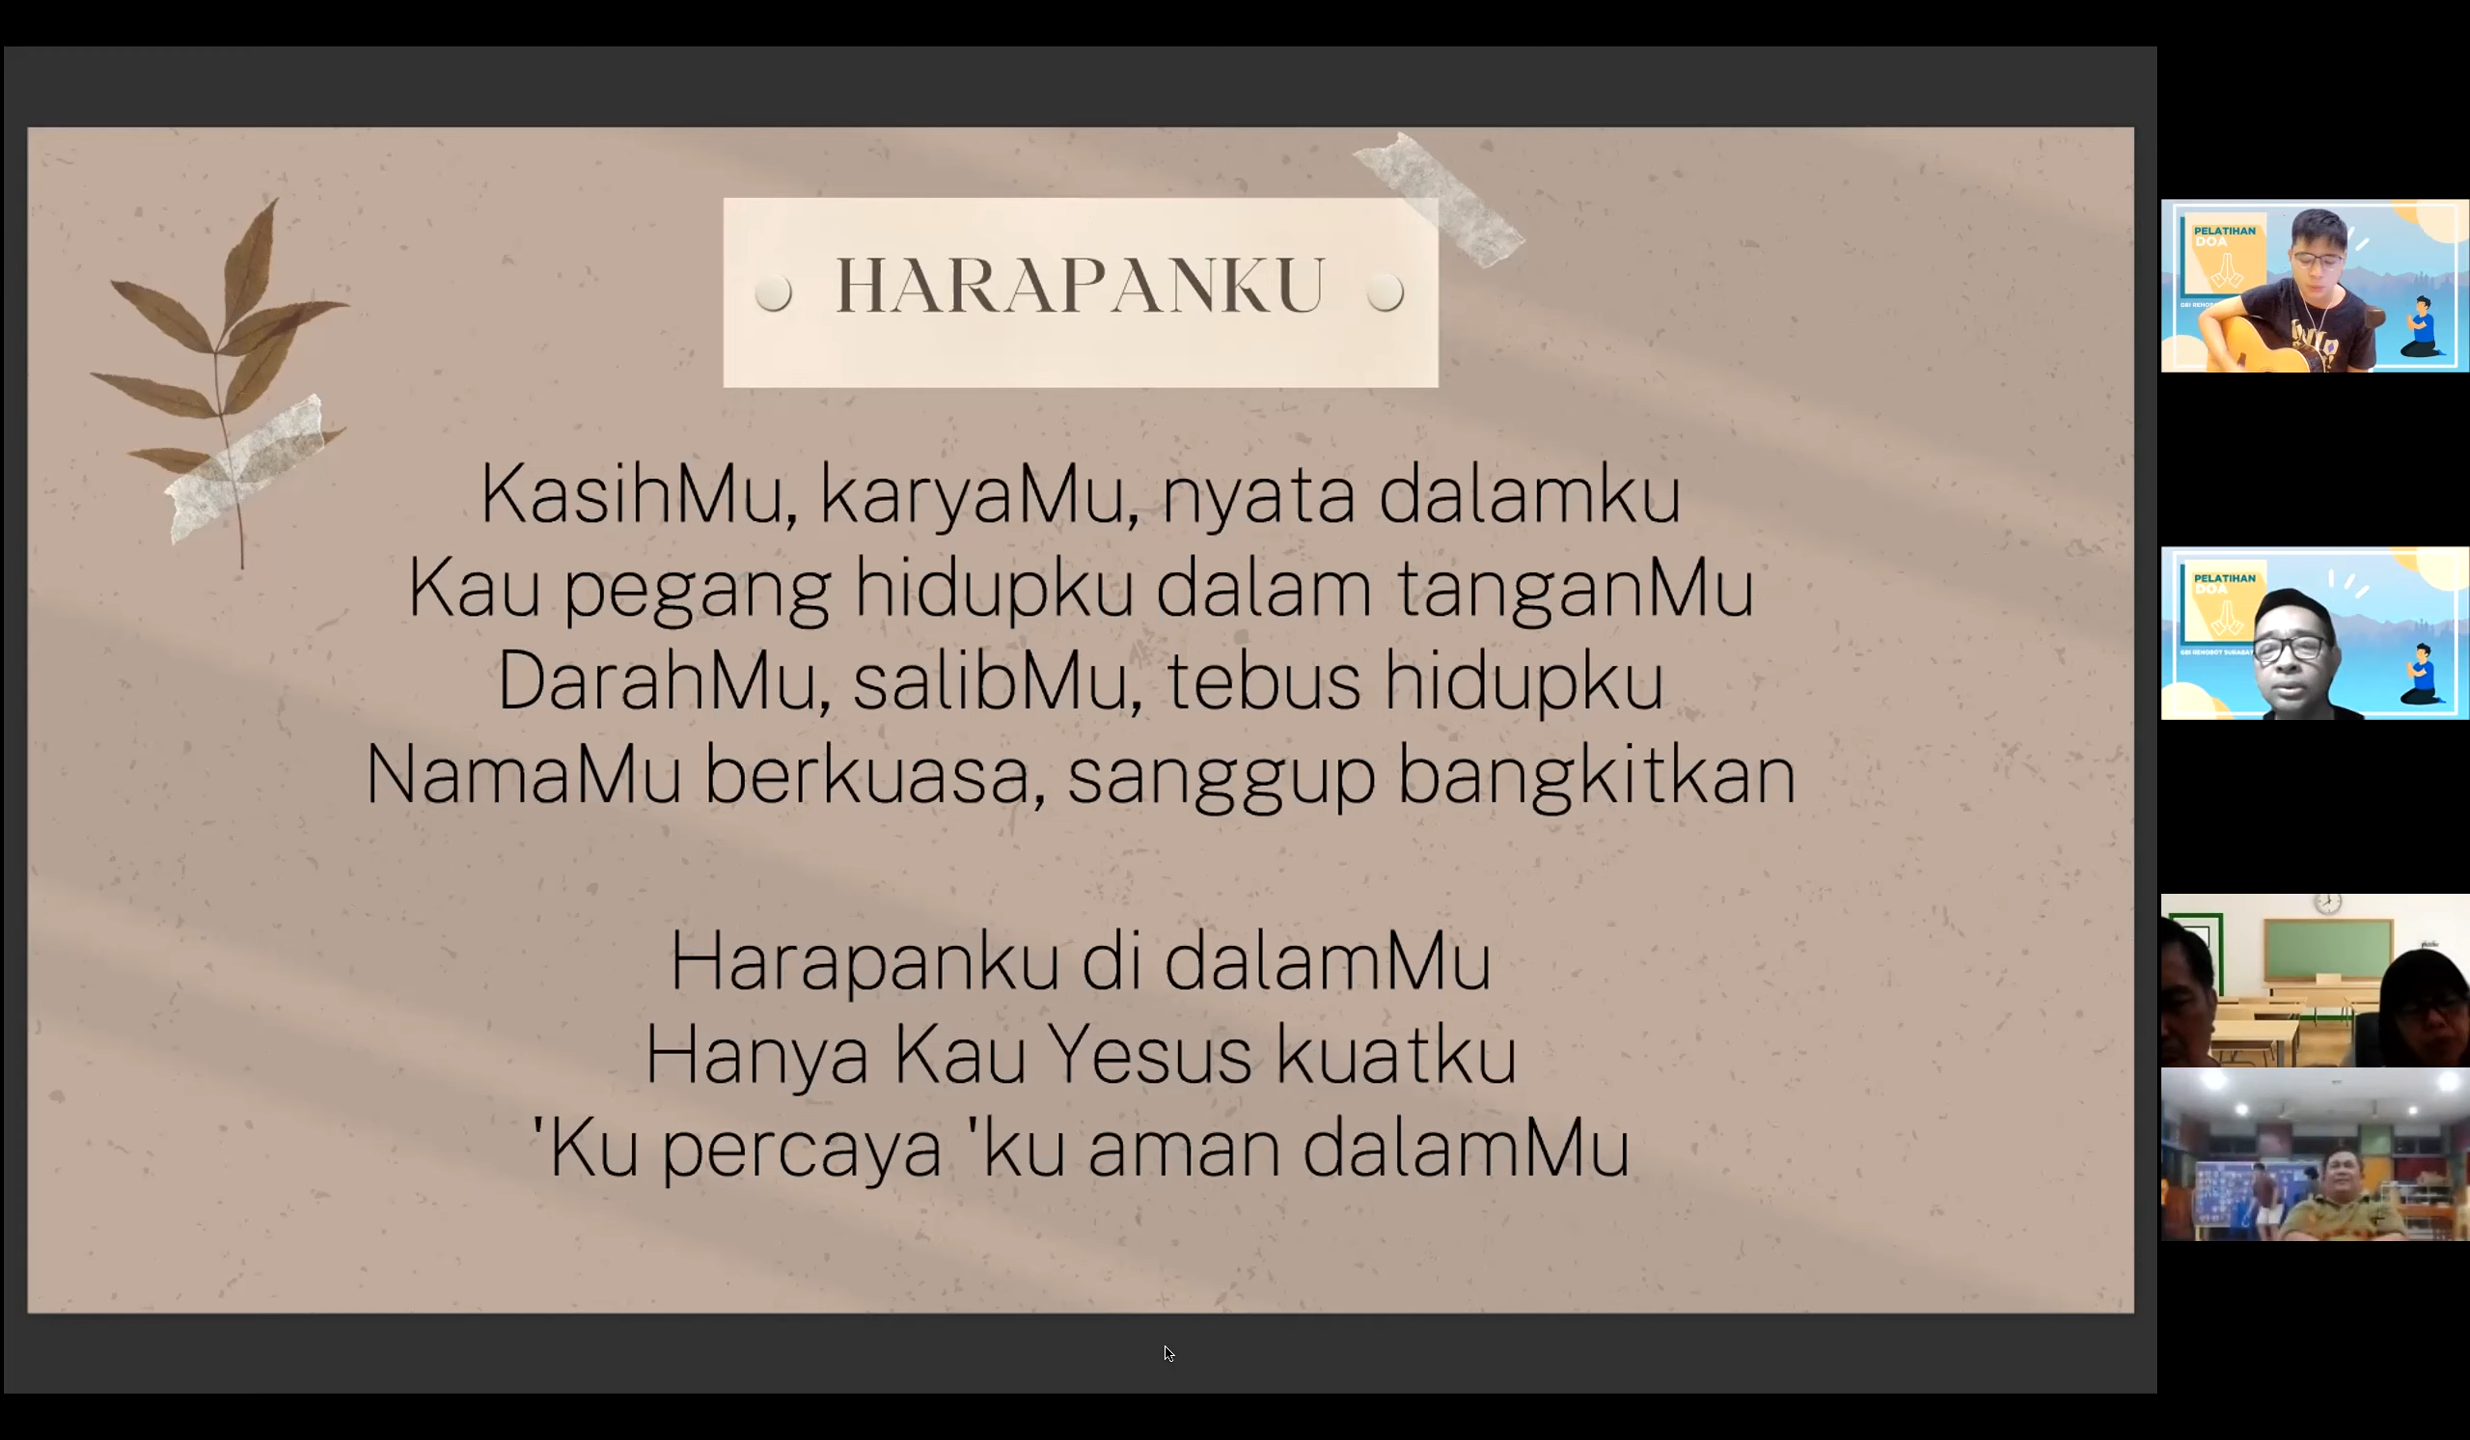 HARAPANKU
KasihMu, karyaMu, nyata dalamku
Kau pegang hidupku dalam tanganMu
DarahMu, salibMu, tebus hidupku
NamaMu berkuasa, sanggup bangkitkan
Harapanku di dalamMu
Hanya Kau Yesus kuatku
'Ku percaya 'ku aman dalamMu
PELATIHAN
DOA
PELATIHAN
DOA